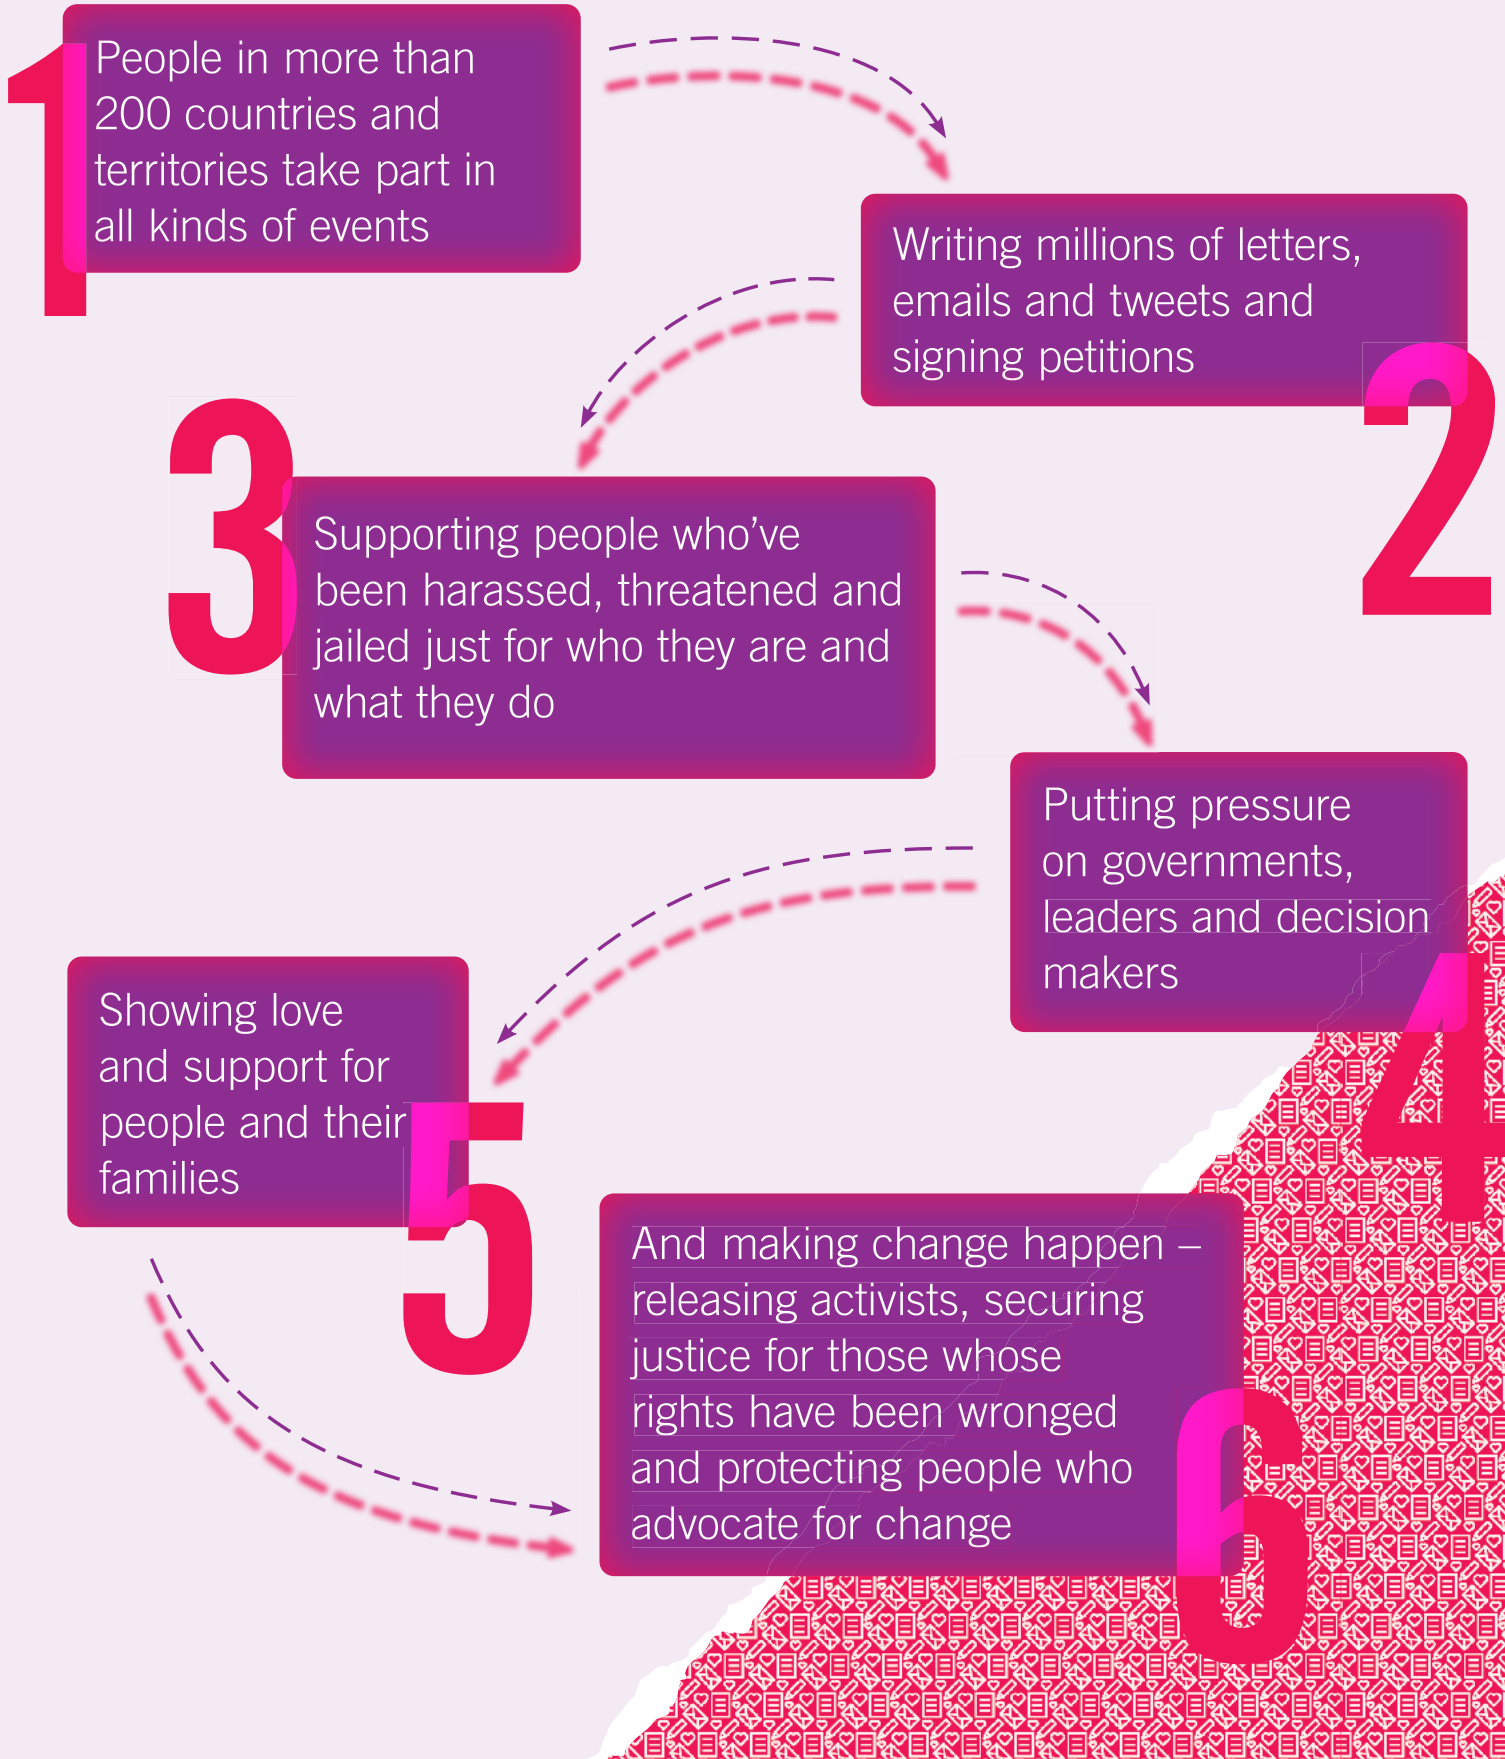 1
People in more than
200 countries and
territories take part in
all kinds of events
2
Writing millions of letters,
emails and tweets and
signing petitions
3
Supporting people who’ve
been harassed, threatened and
jailed just for who they are and
what they do
4
Putting pressure
on governments,
leaders and decision
makers
5
Showing love
and support for
people and their
families
6
And making change happen –
releasing activists, securing
justice for those whose
rights have been wronged
and protecting people who
advocate for change